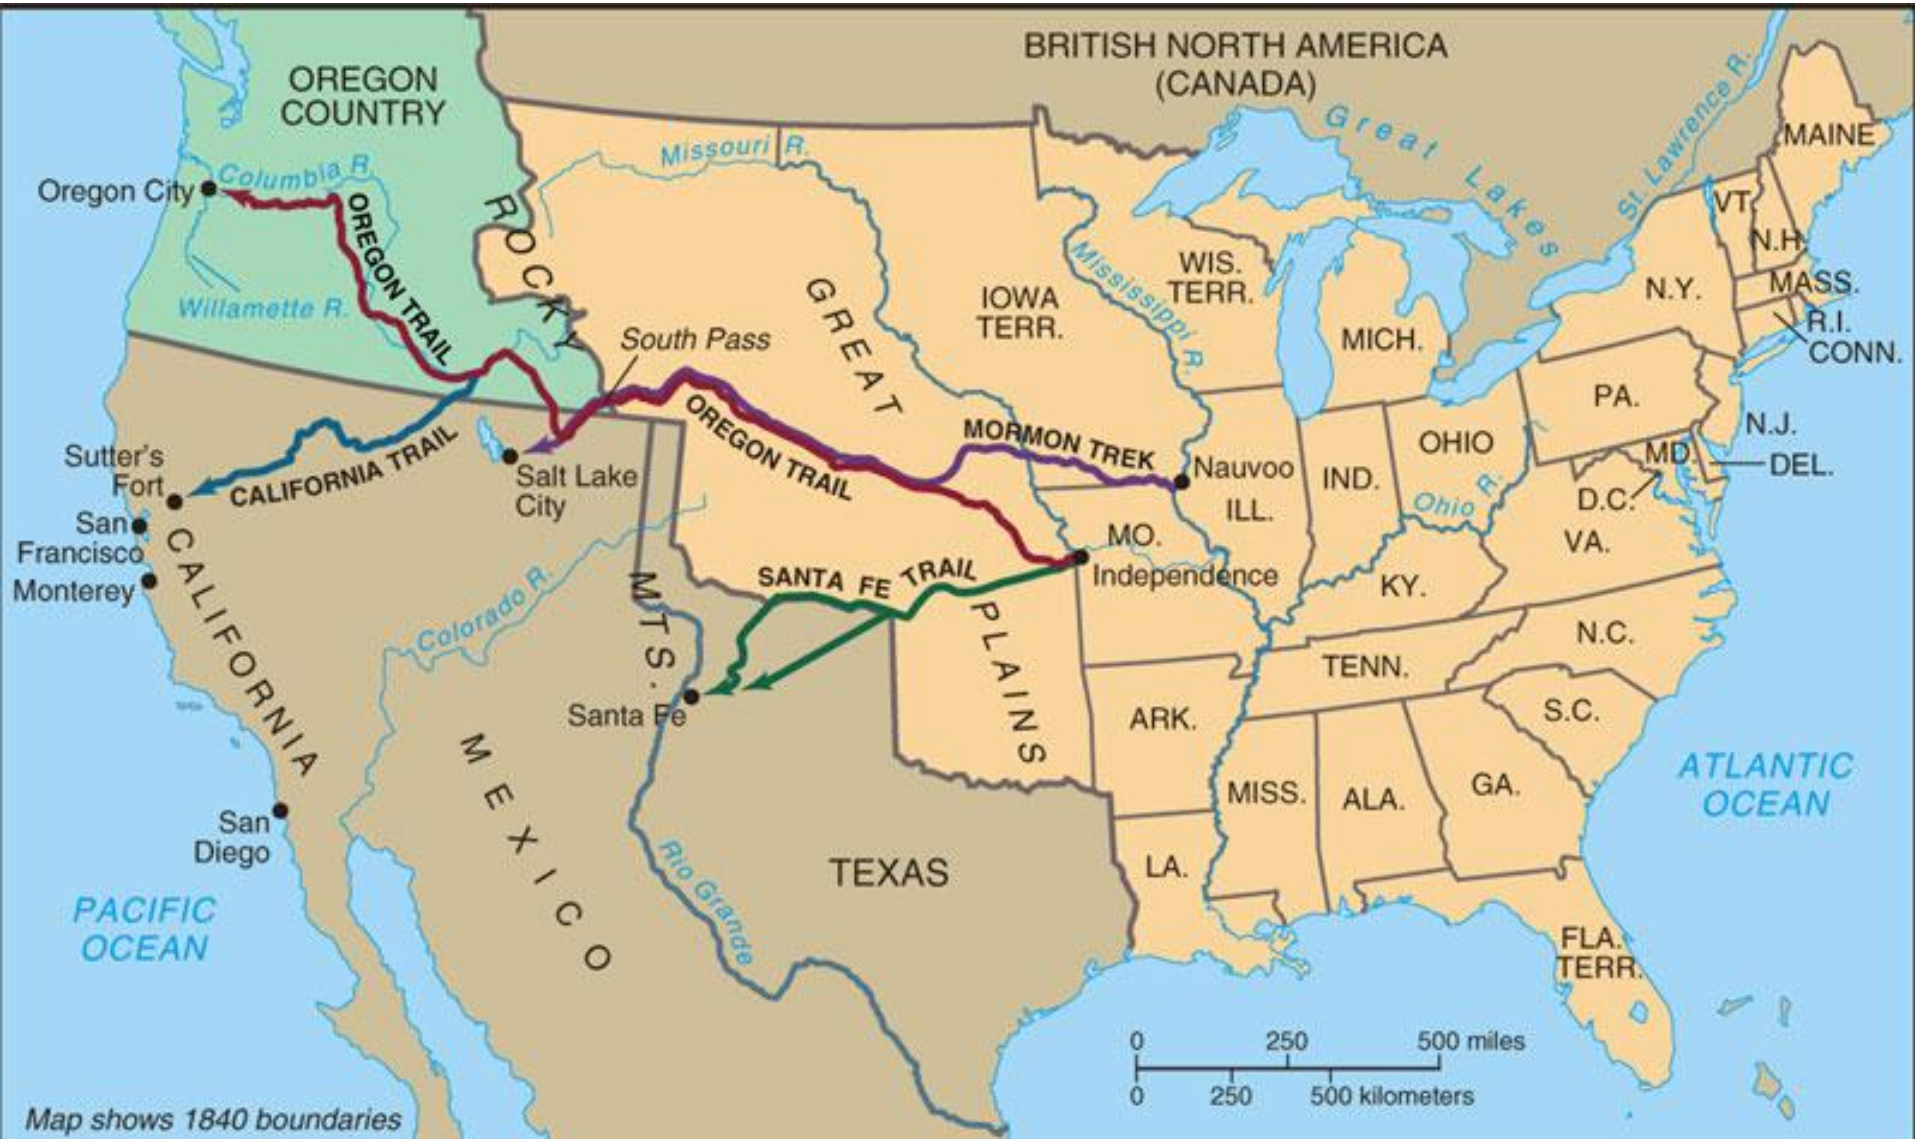 BRITISH NORTH AMERICA
(CANADA)
OREGON
COUNTRY
Great Lakes
St. Lawrence R.
MAINE
Missouri R.
Columbia R.
Oregon City
OREGON TRAIL
ROCKY
VT.
N.H.
Mississippi R.
WIS.
TERR.
MASS.
N.Y.
IOWA
TERR.
GREAT
Willamette R.
R.I.
CONN.
MICH.
South Pass
PA.
OREGON TRAIL
MORMON TREK
N.J.
OHIO
MD.
DEL.
CALIFORNIA TRAIL
Sutter's
Fort
Salt Lake
City
Nauvoo
ILL.
IND.
Ohio R.
D.C.
VA.
San
Francisco
Monterey
MO.
Independence
KY.
SANTA FE TRAIL
MTS.
PLAINS
Colorado R.
CALIFORNIA
N.C.
TENN.
Santa Fe
ARK.
S.C.
MEXICO
ATLANTIC
OCEAN
MISS.
ALA.
GA.
San
Diego
TEXAS
LA.
Rio Grande
PACIFIC
OCEAN
FLA.
TERR.
0 250 500 miles
0 250 500 kilometers
Map shows 1840 boundaries